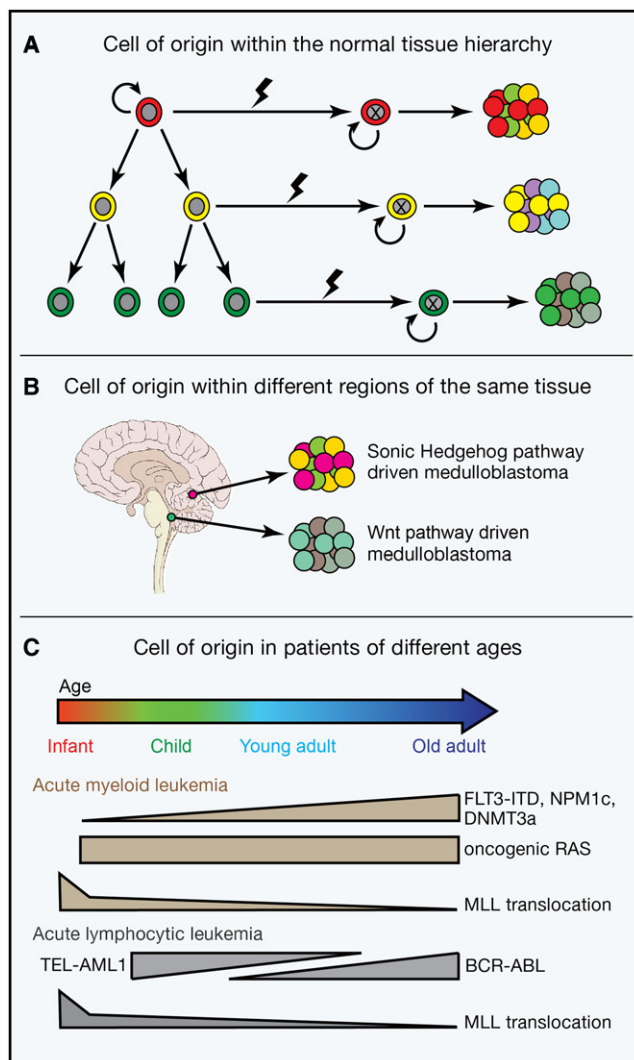 A Cell of origin within the normal tissue hierarchy
X
X
X
B Cell of origin within different regions of the same tissue
Sonic Hedgehog pathway
driven medulloblastoma
Wnt pathway driven
medulloblastoma
C Cell of origin in patients of different ages
Age
Infant Child Young adult Old adult
Acute myeloid leukemia
FLT3-ITD, NPM1c,
DNMT3a
oncogenic RAS
MLL translocation
Acute lymphocytic leukemia
TEL-AML1 BCR-ABL
MLL translocation